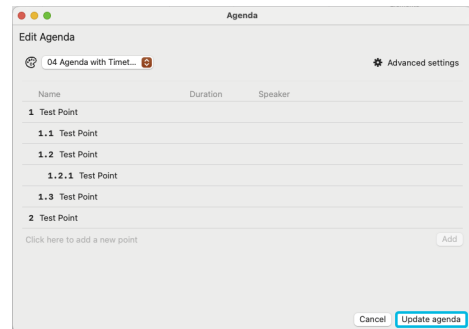 Agenda
Edit Agenda
04 Agenda with Timet... Advanced settings
Name Duration Speaker
1 Test Point
1.1 Test Point
1.2 Test Point
1.2.1 Test Point
1.3 Test Point
2 Test Point
Click here to add a new point Add
Cancel Update agenda